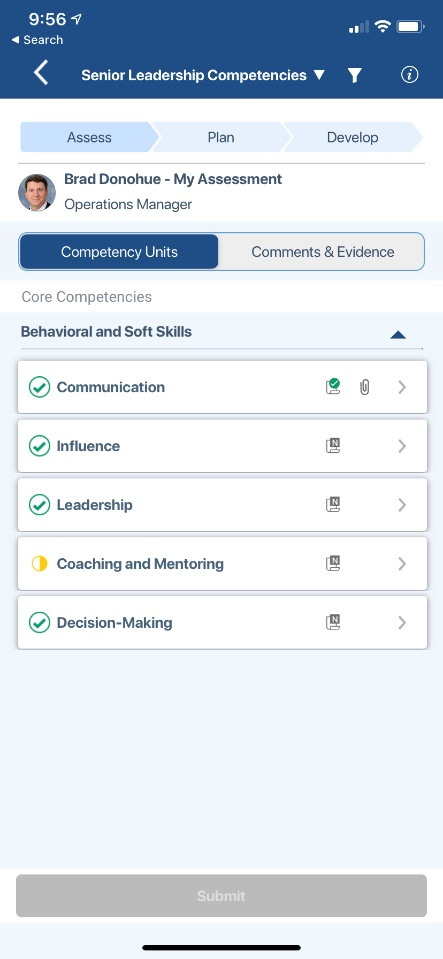 9:56
◀ Search
Senior Leadership Competencies ▼
Assess
Plan
Develop
Brad Donohue - My Assessment
Operations Manager
Competency Units
Comments & Evidence
Core Competencies
Behavioral and Soft Skills
Communication
Influence
N
Leadership
N
Coaching and Mentoring
N
Decision-Making
N
Submit